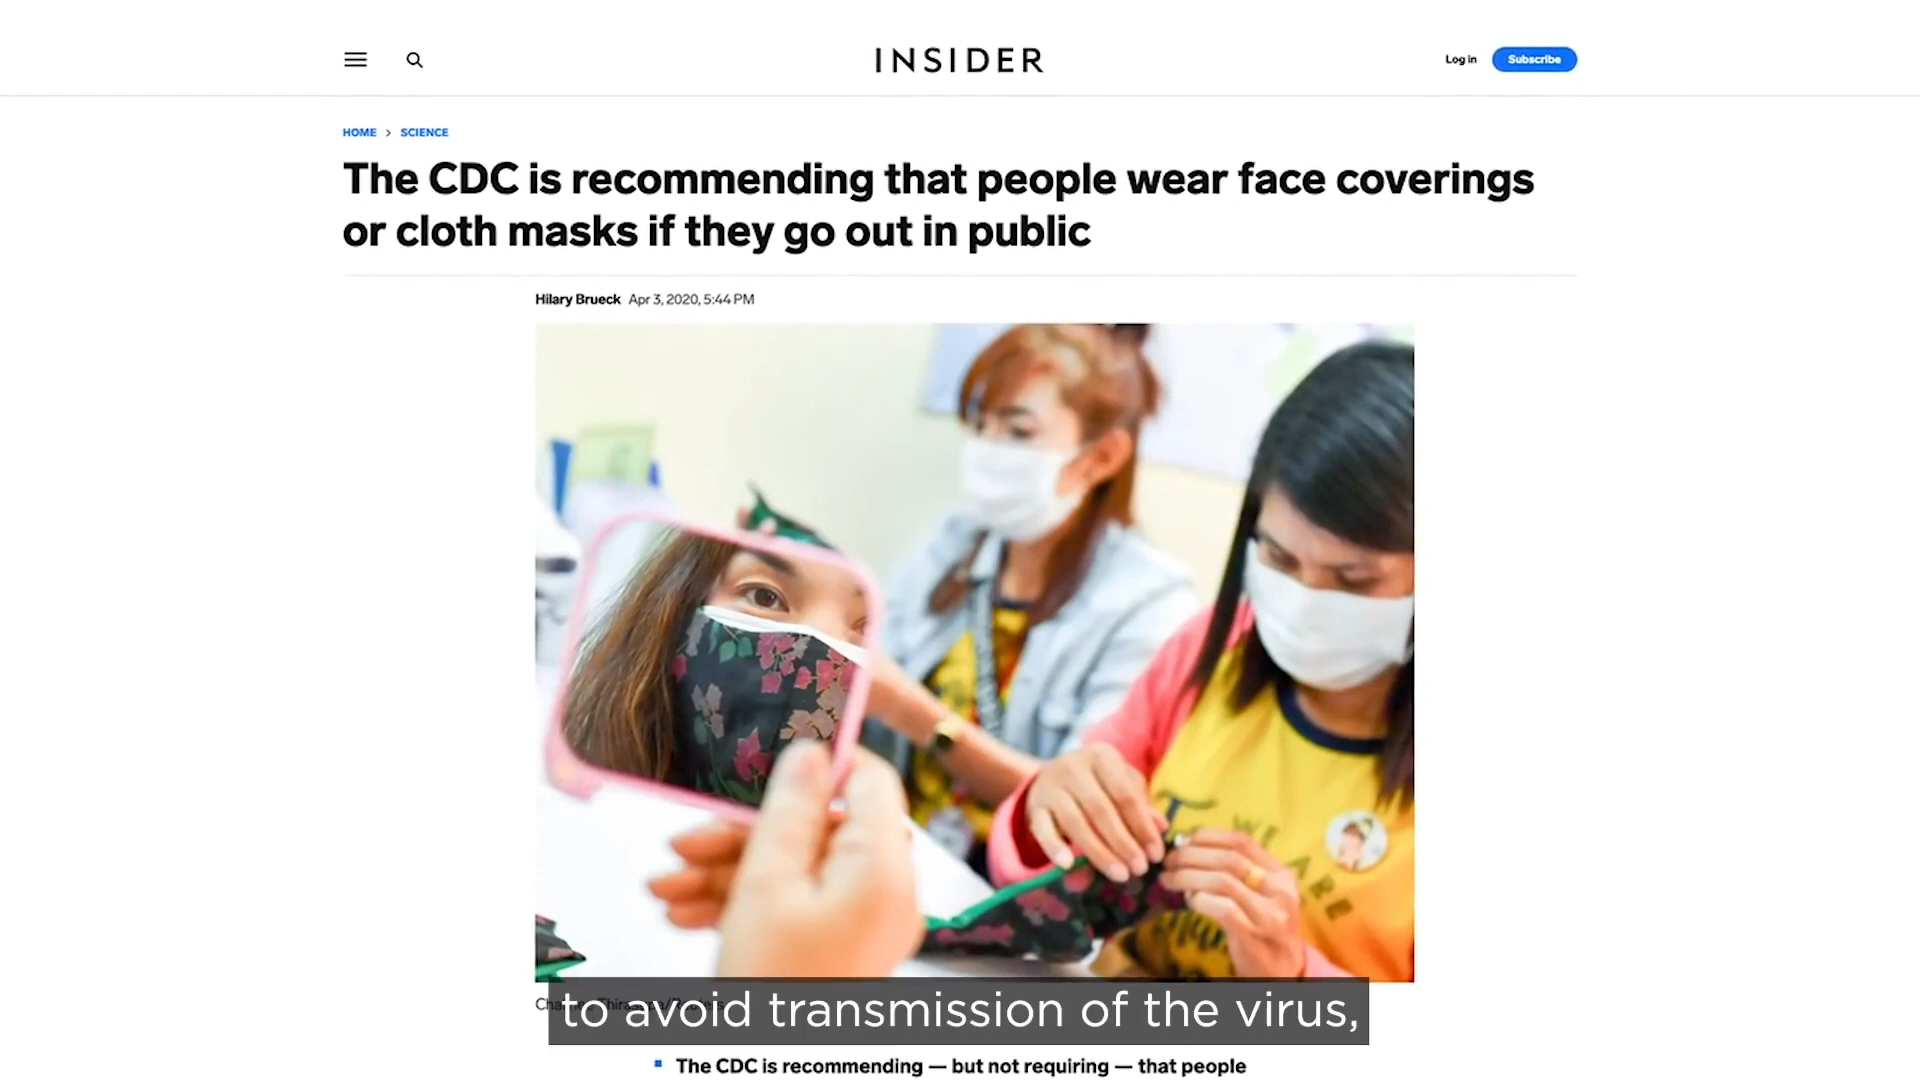 INSIDER
Log in
Subscribe
HOME > SCIENCE
The CDC is recommending that people wear face coverings
or cloth masks if they go out in public
Hilary Brueck Apr 3, 2020, 5:44 PM
WE
ARE
to avoid transmission of the virus,
The CDC is recommending — but not requiring — that people